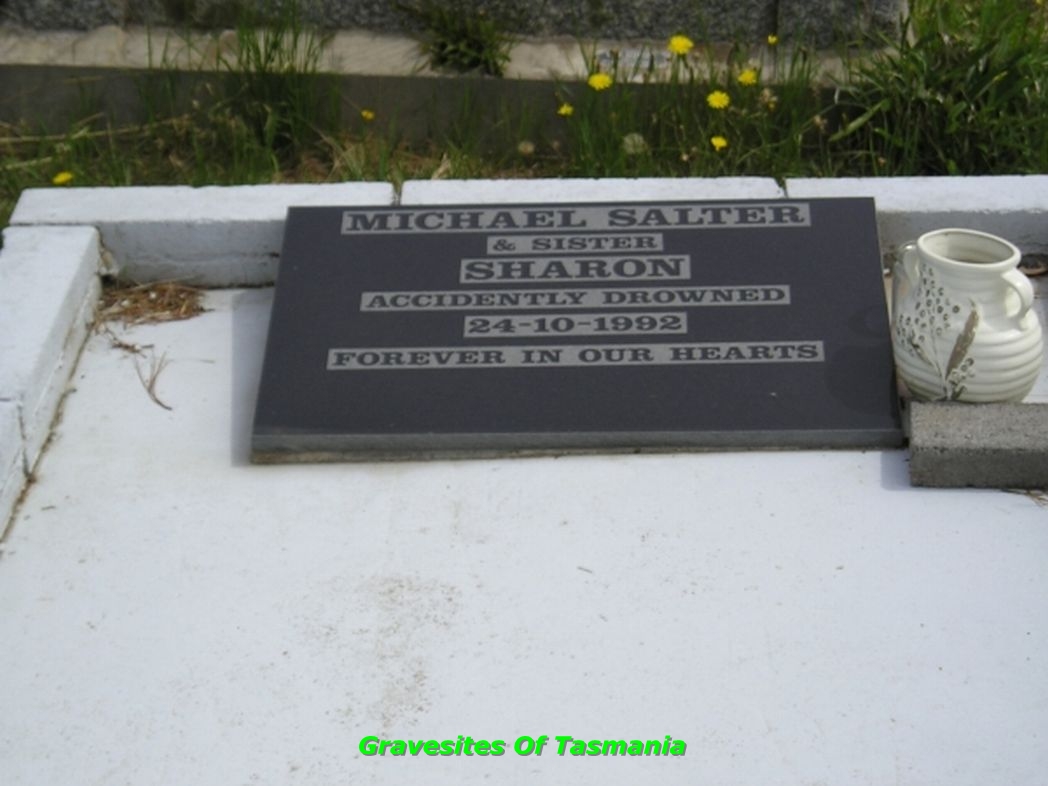 MICHAEL SALTER
& SISTER
SHARON
ACCIDENTLY DROWNED
24-10-1992
FOREVER IN OUR HEARTS
Gravesites Of Tasmania